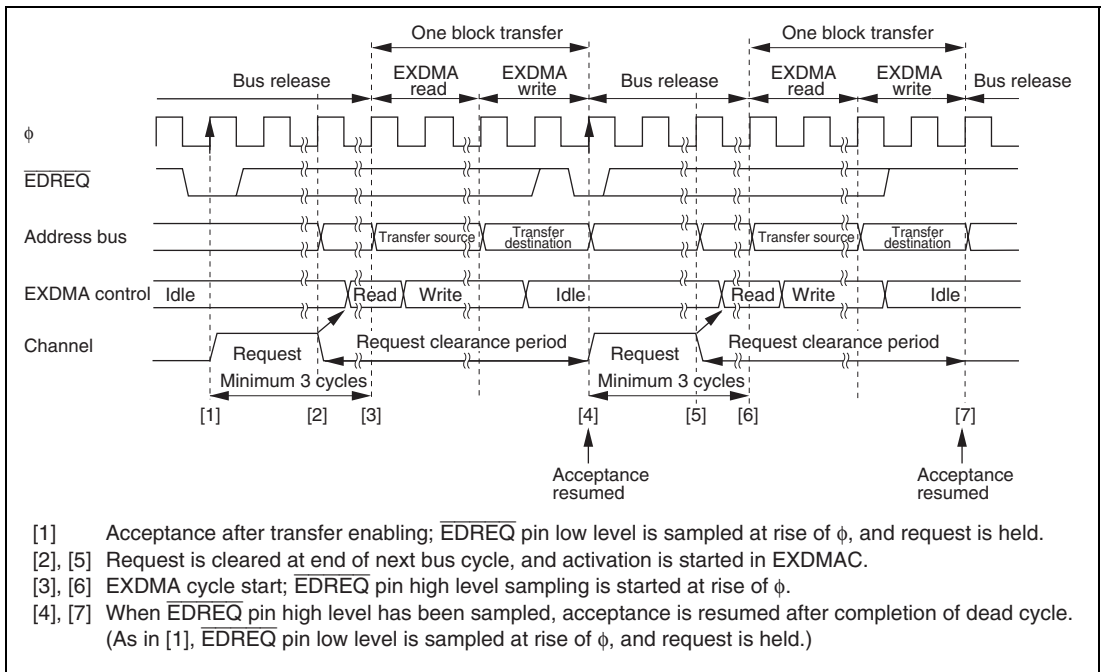 One block transfer One block transfer
Bus release EXDMA read EXDMA write Bus release EXDMA read EXDMA write Bus release
φ
EDREQ
Address bus Transfer source Transfer destination Transfer source Transfer destination
EXDMA control Idle Read Write Idle Read Write Idle
Channel Request Request clearance period Request Request clearance period
Minimum 3 cycles Minimum 3 cycles
[1] [2] [3] [4] [5] [6] [7]
Acceptance resumed Acceptance resumed
[1] Acceptance after transfer enabling; EDREQ pin low level is sampled at rise of φ, and request is held.
[2], [5] Request is cleared at end of next bus cycle, and activation is started in EXDMAC.
[3], [6] EXDMA cycle start; EDREQ pin high level sampling is started at rise of φ.
[4], [7] When EDREQ pin high level has been sampled, acceptance is resumed after completion of dead cycle.
(As in [1], EDREQ pin low level is sampled at rise of φ, and request is held.)